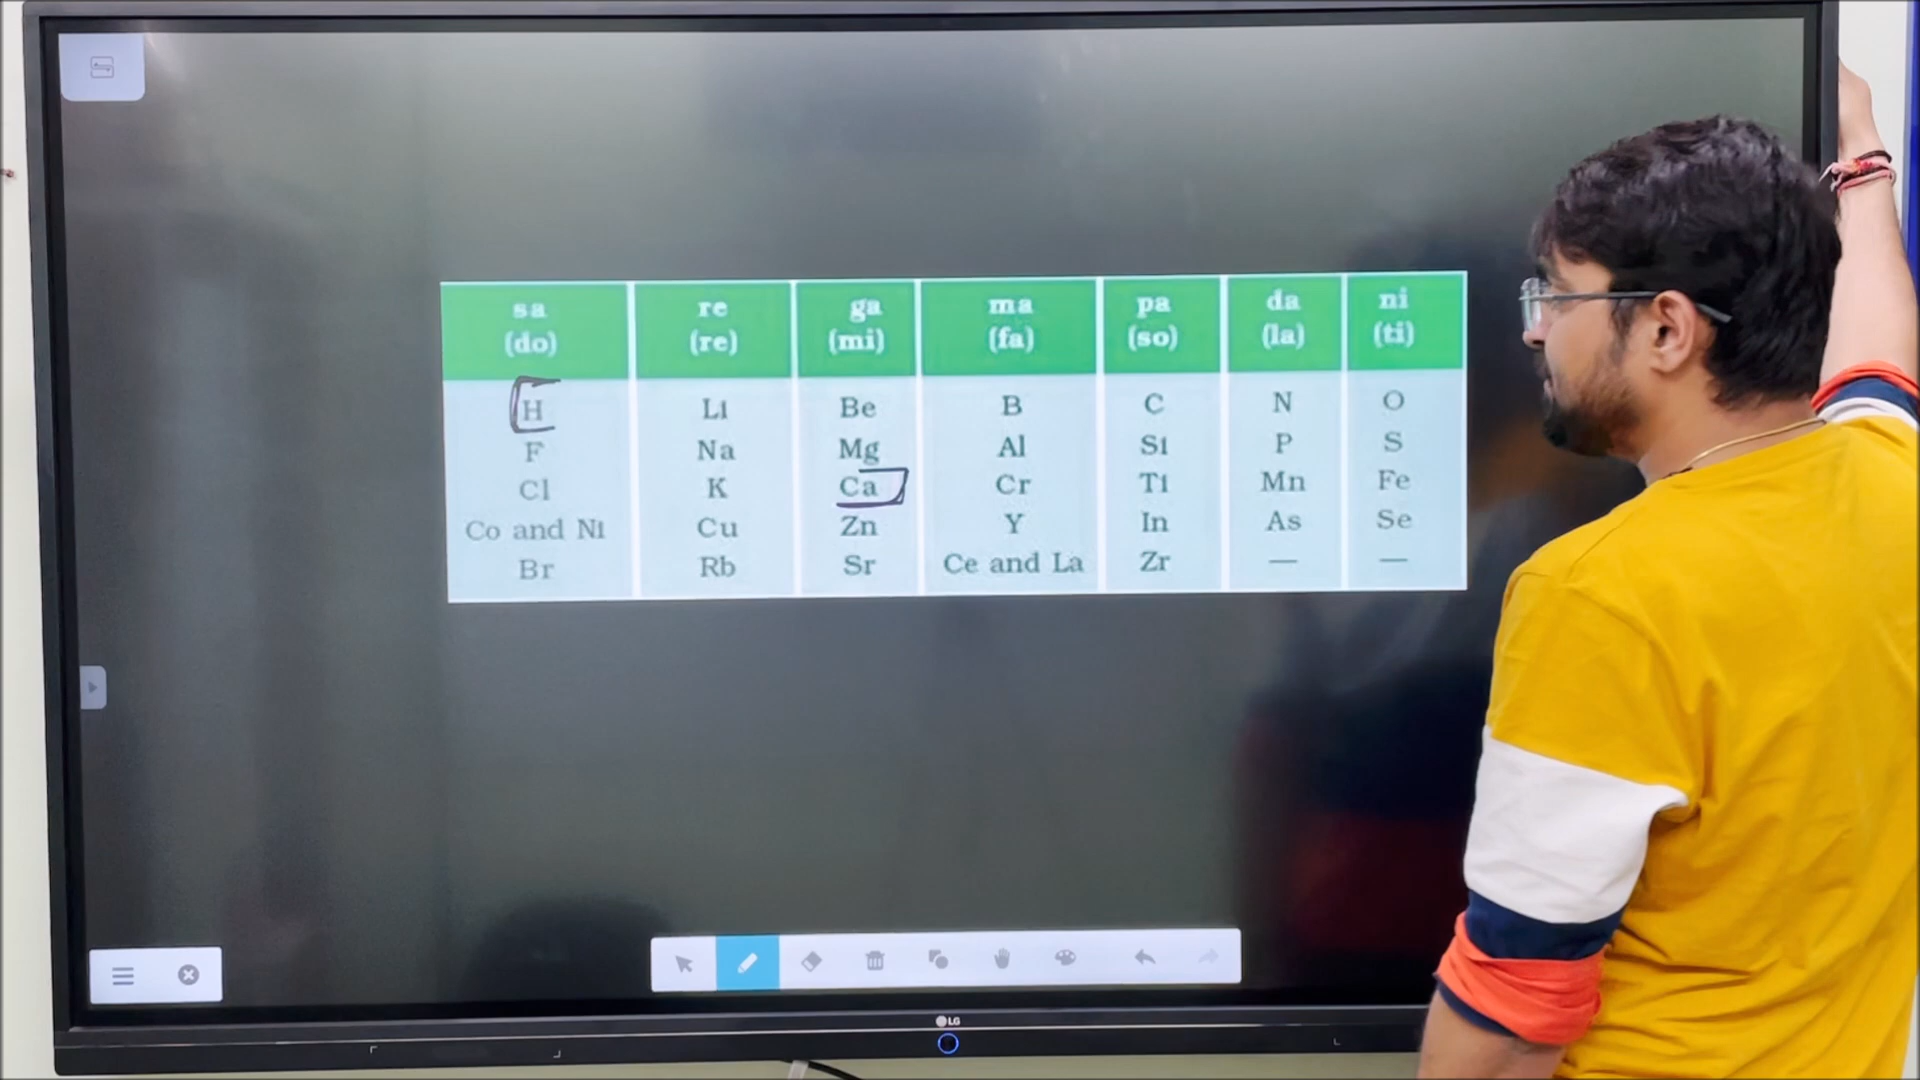 sa re ga ma pa da ni
(do) (re) (mi) (fa) (so) (la) (ti)
H Li Be B C N O
F Na Mg Al Si P S
Cl K Ca Cr Ti Mn Fe
Co and Ni Cu Zn Y In As Se
Br Rb Sr Ce and La Zr — —
LG